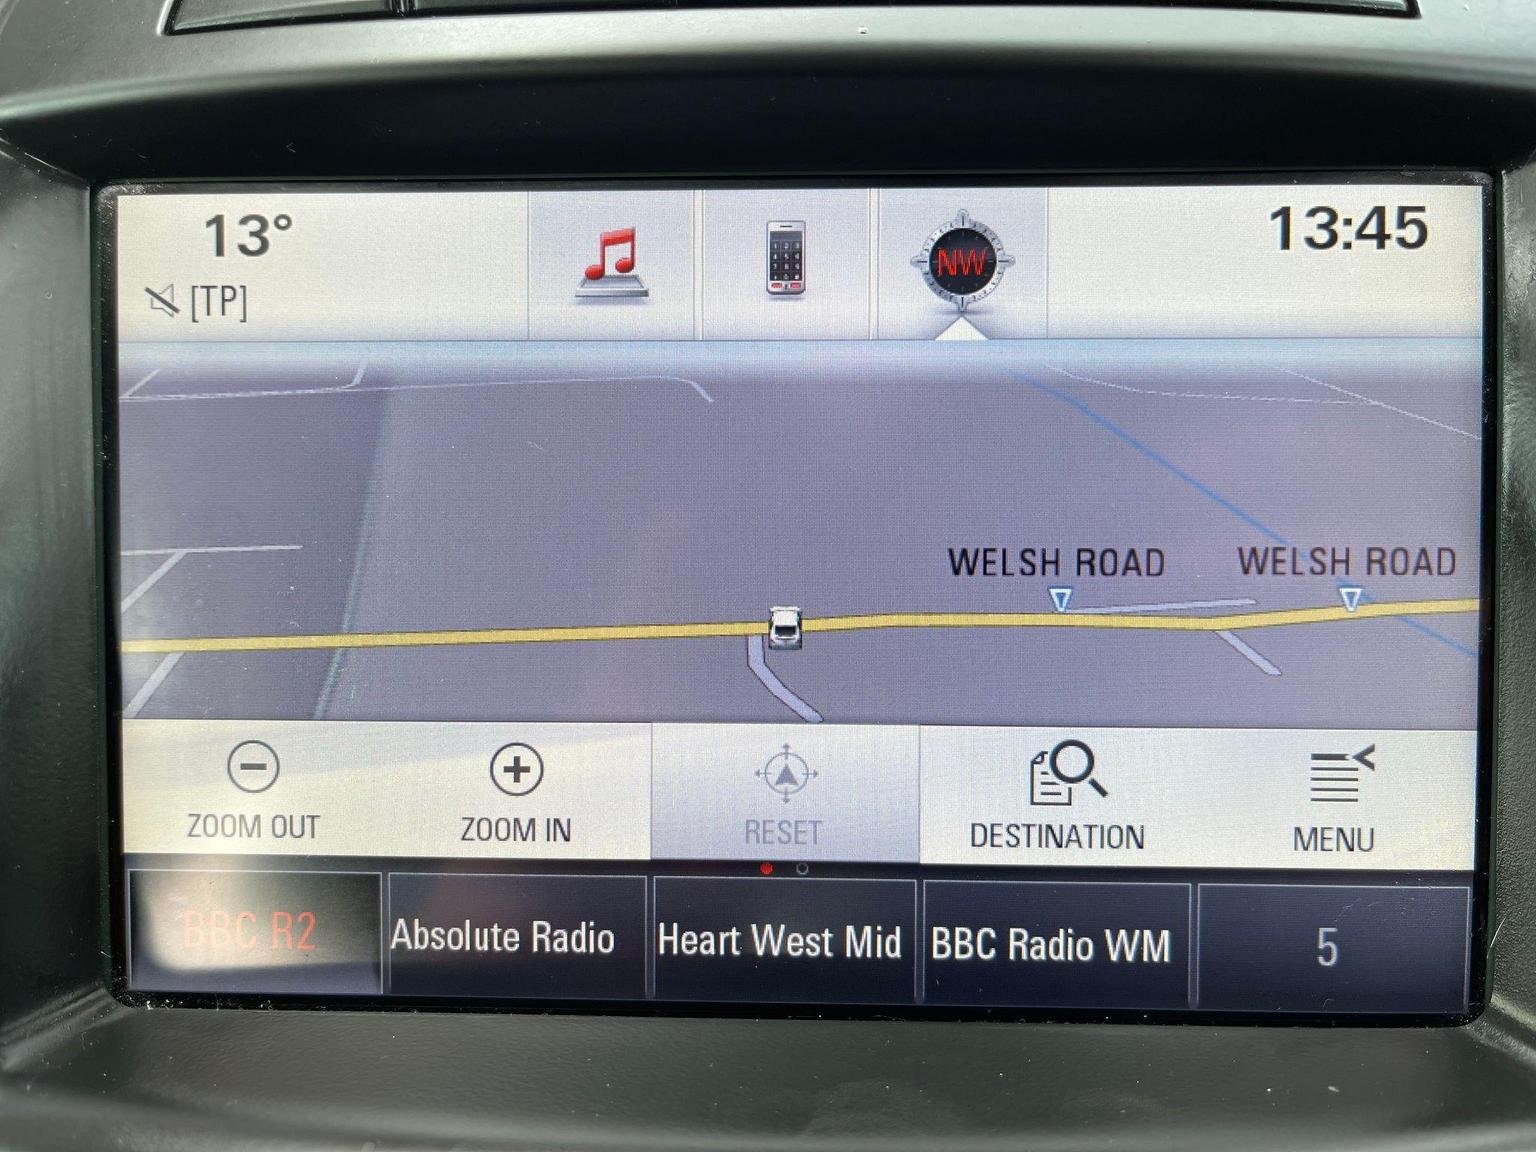 13°
13:45
[TP]
NW
WELSH ROAD
WELSH ROAD
ZOOM OUT
ZOOM IN
RESET
DESTINATION
MENU
BBC R2
Absolute Radio
Heart West Mid
BBC Radio WM
5